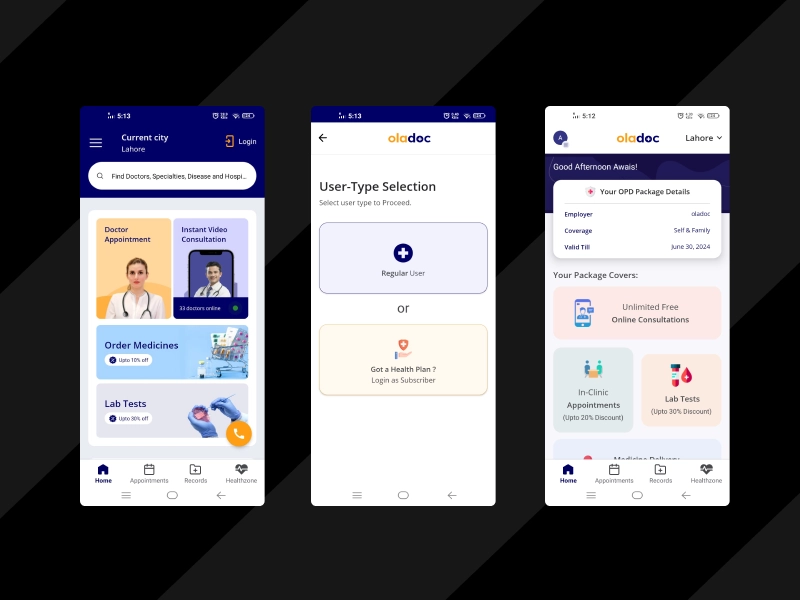 5:13
Current city
Lahore
Login
Find Doctors, Specialties, Disease and Hospi...
Doctor
Appointment
Instant Video
Consultation
33 doctors online
Order Medicines
Upto 10% off
Lab Tests
Upto 30% off
Home
Appointments
Records
Healthzone
5:13
oladoc
User-Type Selection
Select user type to Proceed.
Regular User
or
Got a Health Plan ?
Login as Subscriber
5:12
A
oladoc
Lahore
Good Afternoon Awais!
Your OPD Package Details
Employer
oladoc
Coverage
Self & Family
Valid Till
June 30, 2024
Your Package Covers:
Unlimited Free
Online Consultations
In-Clinic
Appointments
(Upto 20% Discount)
Lab Tests
(Upto 30% Discount)
Medicine Delivery
Home
Appointments
Records
Healthzone